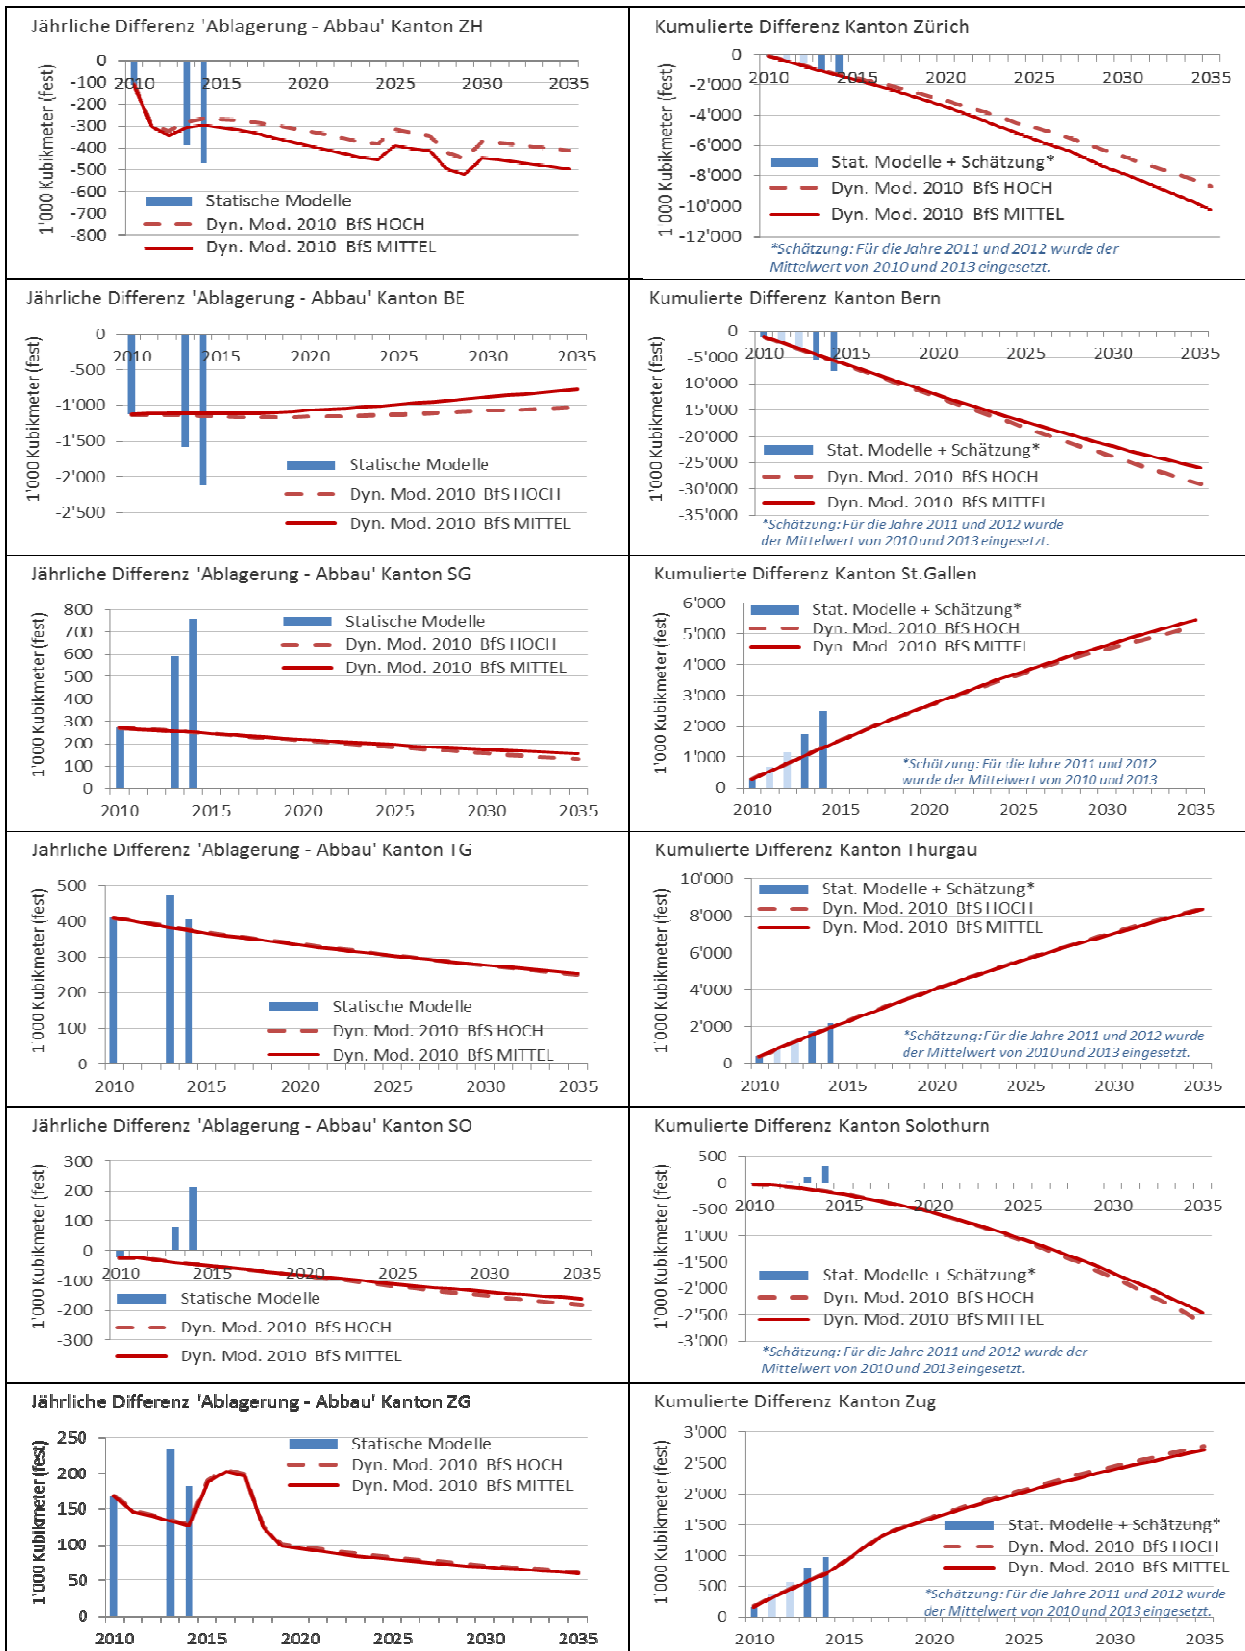 Jährliche Differenz 'Ablagerung - Abbau' Kanton ZH
1'000 Kubikmeter (fest)
0
-100
-200
-300
-400
-500
-600
-700
-800
2010 2015 2020 2025 2030 2035
Statische Modelle
Dyn. Mod. 2010 BfS HOCH
Dyn. Mod. 2010 BfS MITTEL
Kumulierte Differenz Kanton Zürich
1'000 Kubikmeter (fest)
0
-2'000
-4'000
-6'000
-8'000
-10'000
-12'000
2010 2015 2020 2025 2030 2035
Stat. Modelle + Schätzung*
Dyn. Mod. 2010 BfS HOCH
Dyn. Mod. 2010 BfS MITTEL
*Schätzung: Für die Jahre 2011 und 2012 wurde der
Mittelwert von 2010 und 2013 eingesetzt.
Jährliche Differenz 'Ablagerung - Abbau' Kanton BE
1'000 Kubikmeter (fest)
0
-500
-1'000
-1'500
-2'000
-2'500
2010 2015 2020 2025 2030 2035
Statische Modelle
Dyn. Mod. 2010 BfS HOCH
Dyn. Mod. 2010 BfS MITTEL
Kumulierte Differenz Kanton Bern
1'000 Kubikmeter (fest)
0
-5'000
-10'000
-15'000
-20'000
-25'000
-30'000
-35'000
2010 2015 2020 2025 2030 2035
Stat. Modelle + Schätzung*
Dyn. Mod. 2010 BfS HOCH
Dyn. Mod. 2010 BfS MITTEL
*Schätzung: Für die Jahre 2011 und 2012 wurde
der Mittelwert von 2010 und 2013 eingesetzt.
Jährliche Differenz 'Ablagerung - Abbau' Kanton SG
1'000 Kubikmeter (fest)
800
700
600
500
400
300
200
100
0
2010 2015 2020 2025 2030 2035
Statische Modelle
Dyn. Mod. 2010 BfS HOCH
Dyn. Mod. 2010 BfS MITTEL
Kumulierte Differenz Kanton St.Gallen
1'000 Kubikmeter (fest)
6'000
5'000
4'000
3'000
2'000
1'000
0
2010 2015 2020 2025 2030 2035
Stat. Modelle + Schätzung*
Dyn. Mod. 2010 BfS HOCH
Dyn. Mod. 2010 BfS MITTEL
*Schätzung: Für die Jahre 2011 und 2012
wurde der Mittelwert von 2010 und 2013
Jährliche Differenz 'Ablagerung - Abbau' Kanton TG
1'000 Kubikmeter (fest)
500
400
300
200
100
0
2010 2015 2020 2025 2030 2035
Statische Modelle
Dyn. Mod. 2010 BfS HOCH
Dyn. Mod. 2010 BfS MITTEL
Kumulierte Differenz Kanton Thurgau
1'000 Kubikmeter (fest)
10'000
8'000
6'000
4'000
2'000
0
2010 2015 2020 2025 2030 2035
Stat. Modelle + Schätzung*
Dyn. Mod. 2010 BfS HOCH
Dyn. Mod. 2010 BfS MITTEL
*Schätzung: Für die Jahre 2011 und 2012 wurde
der Mittelwert von 2010 und 2013 eingesetzt.
Jährliche Differenz 'Ablagerung - Abbau' Kanton SO
1'000 Kubikmeter (fest)
300
200
100
0
-100
-200
-300
2010 2015 2020 2025 2030 2035
Statische Modelle
Dyn. Mod. 2010 BfS HOCH
Dyn. Mod. 2010 BfS MITTEL
Kumulierte Differenz Kanton Solothurn
1'000 Kubikmeter (fest)
500
0
-500
1'000
-1'500
-2'000
-2'500
-3'000
2010 2015 2020 2025 2030 2035
Stat. Modelle + Schätzung*
Dyn. Mod. 2010 BfS HOCH
Dyn. Mod. 2010 BfS MITTEL
*Schätzung: Für die Jahre 2011 und 2012 wurde der
Mittelwert von 2010 und 2013 eingesetzt.
Jährliche Differenz 'Ablagerung - Abbau' Kanton ZG
1'000 Kubikmeter (fest)
250
200
150
100
50
0
2010 2015 2020 2025 2030 2035
Statische Modelle
Dyn. Mod. 2010 BfS HOCH
Dyn. Mod. 2010 BfS MITTEL
Kumulierte Differenz Kanton Zug
1'000 Kubikmeter (fest)
3'000
2'500
2'000
1'500
1'000
500
0
2010 2015 2020 2025 2030 2035
Stat. Modelle + Schätzung*
Dyn. Mod. 2010 BfS HOCH
Dyn. Mod. 2010 BfS MITTEL
*Schätzung: Für die Jahre 2011 und 2012 wurde
der Mittelwert von 2010 und 2013 eingesetzt.